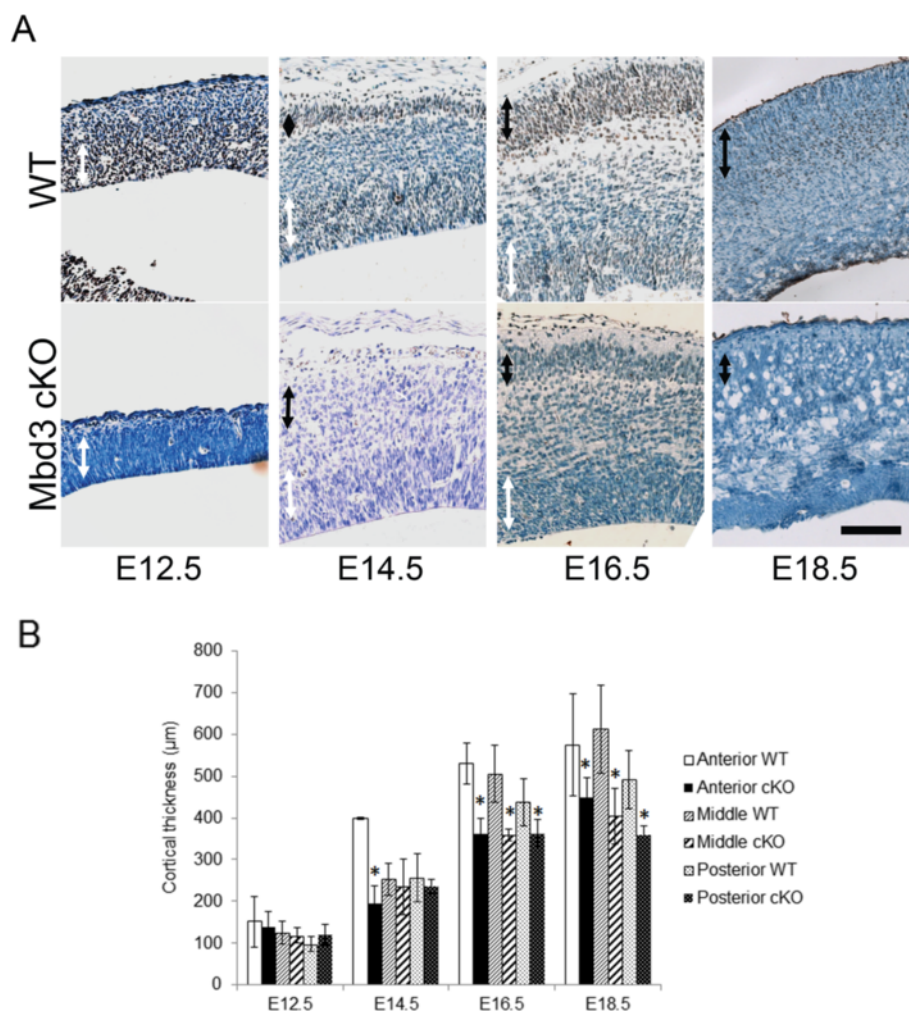 A
WT
Mbd3 cKO
E12.5 E14.5 E16.5 E18.5
B
Cortical thickness (µm)
800
700
600
500
400
300
200
100
0
* * * * * * *
E12.5 E14.5 E16.5 E18.5
Anterior WT
Anterior cKO
Middle WT
Middle cKO
Posterior WT
Posterior cKO